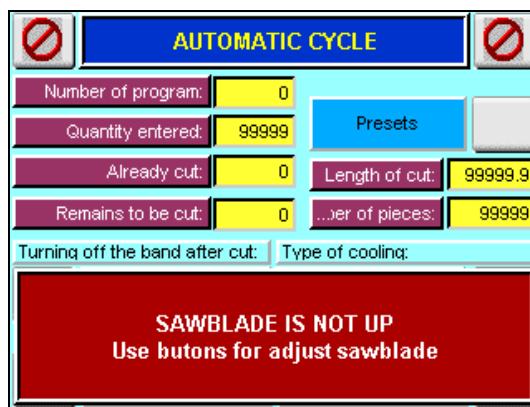 AUTOMATIC CYCLE
Number of program: 0
Quantity entered: 99999
Already cut: 0
Remains to be cut: 0
Presets
Length of cut: 99999.9
...er of pieces: 99999
Turning off the band after cut:
Type of cooling:
SAWBLADE IS NOT UP
Use butons for adjust sawblade